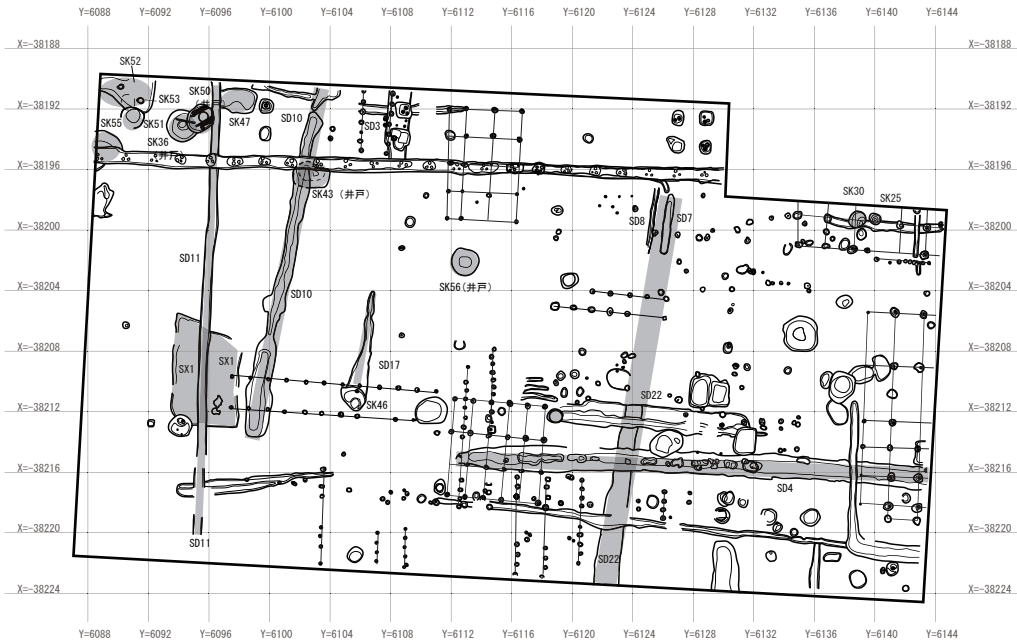 Y=6088 Y=6092 Y=6096 Y=6100 Y=6104 Y=6108 Y=6112 Y=6116 Y=6120 Y=6124 Y=6128 Y=6132 Y=6136 Y=6140 Y=6144
X=-38188 X=-38188
SK52
SK53
SK50
(井戸)
X=-38192 X=-38192
SK55
SK51
SK47
SD10
SD3
SK36
(井戸)
X=-38196 X=-38196
SK43 (井戸)
SK30
SK25
X=-38200 X=-38200
SD8
SD7
SD11
SK56(井戸)
X=-38204 X=-38204
SD10
X=-38208 X=-38208
SX1
SX1
SD17
SD22
SK46
X=-38212 X=-38212
X=-38216 X=-38216
SD4
X=-38220 X=-38220
SD11
SD22
X=-38224 X=-38224
Y=6088 Y=6092 Y=6096 Y=6100 Y=6104 Y=6108 Y=6112 Y=6116 Y=6120 Y=6124 Y=6128 Y=6132 Y=6136 Y=6140 Y=6144